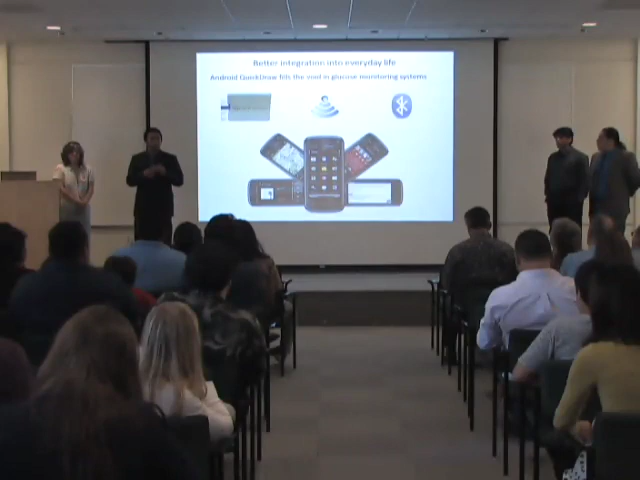 Better integration into everyday life
Android QuickDraw fills the void in glucose monitoring systems